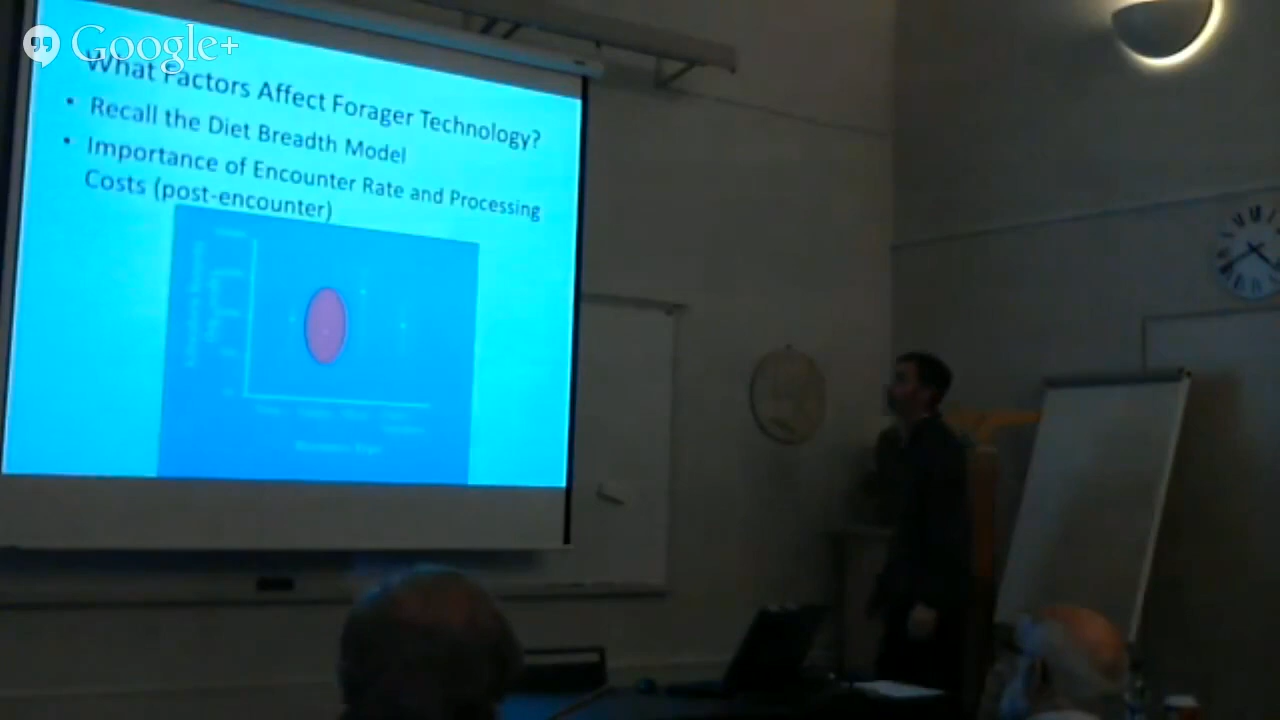 Google+
What Factors Affect Forager Technology?
• Recall the Diet Breadth Model
• Importance of Encounter Rate and Processing
Costs (post-encounter)